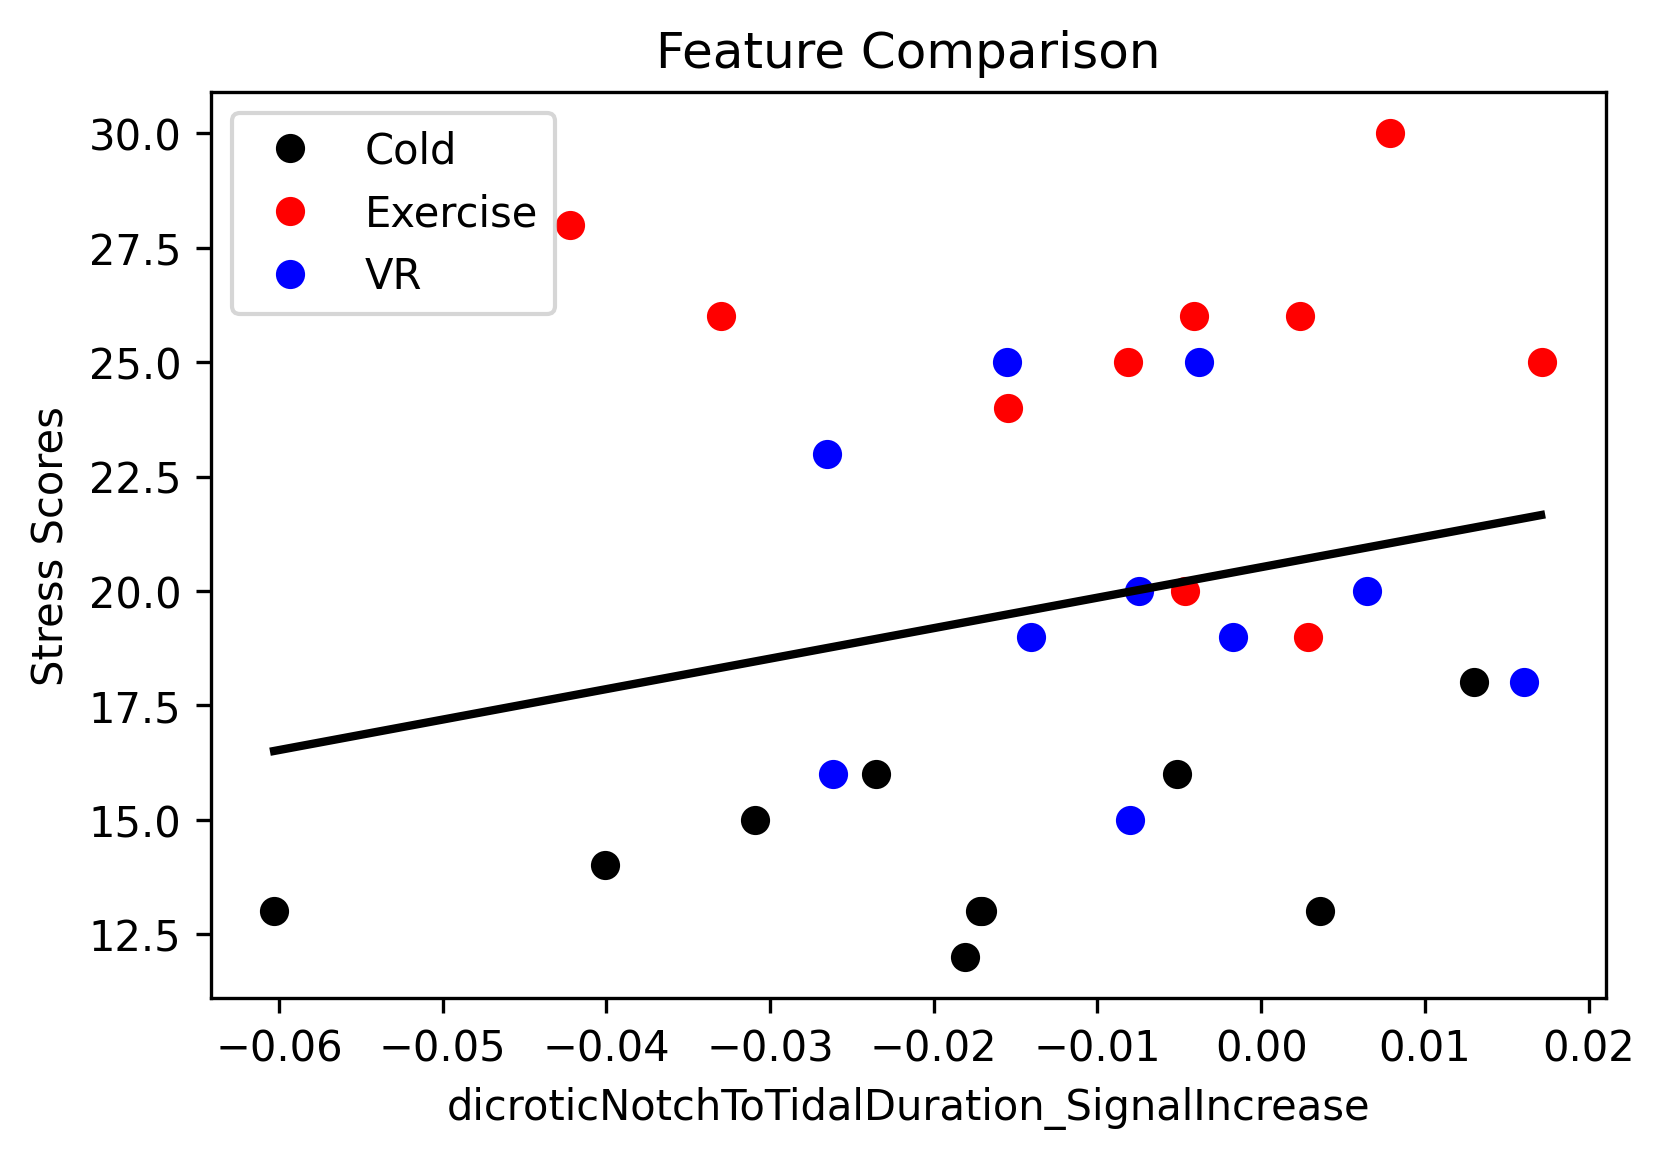 Feature Comparison
Cold
Exercise
VR
30.0
27.5
25.0
22.5
20.0
17.5
15.0
12.5
Stress Scores
−0.06 −0.05 −0.04 −0.03 −0.02 −0.01 0.00 0.01 0.02
dicroticNotchToTidalDuration_SignalIncrease